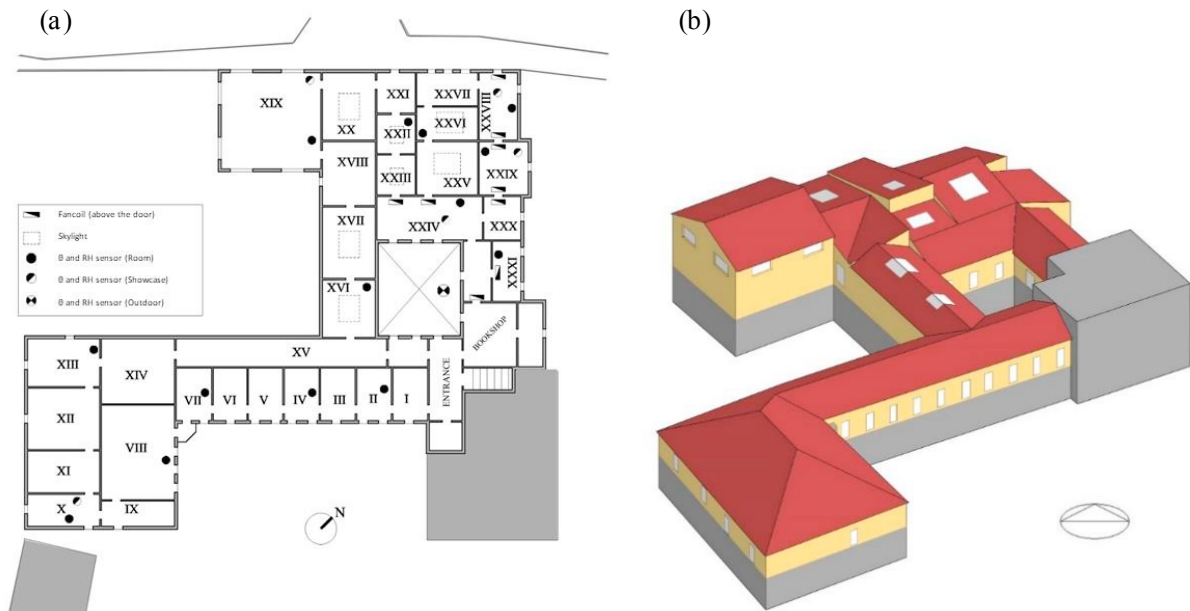 (a)
(b)
XIX
XX
XXI
XXII
XXIII
XXVII
XXVI
XXV
XXVIII
XXIX
XVIII
XVII
XVI
XXIV
XXX
XXXI
Fancoil (above the door)
Skylight
θ and RH sensor (Room)
θ and RH sensor (Showcase)
θ and RH sensor (Outdoor)
BOOKSHOP
ENTRANCE
XV
XIII
XIV
XII
VIII
XI
X
IX
VII
VI
V
IV
III
II
I
N